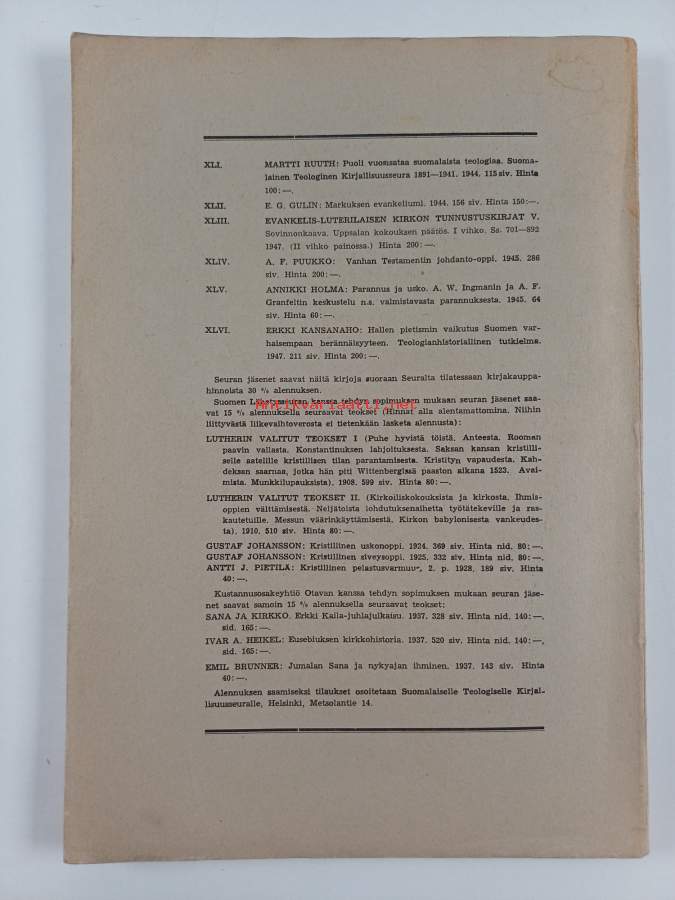 XLI. MARTTI RUUTH: Puoli vuosisataa suomalaista teologiaa. Suoma-
lainen Teologinen Kirjallisuusseura 1891—1941. 1944. 115 siv. Hinta
100:—.
XLII. E. G. GULIN: Markuksen evankeliumi. 1944. 156 siv. Hinta 150:—.
XLIII. EVANKELIS-LUTERILAISEN KIRKON TUNNUSTUSKIRJAT V.
Sovinnonkaava. Uppsalan kokouksen päätös. I vihko. Ss. 701—892
1947. (II vihko painossa.) Hinta 200:—.
XLIV. A. F. PUUKKO: Vanhan Testamentin johdanto-oppi. 1945. 286
siv. Hinta 200:—.
XLV. ANNIKKI HOLMA: Parannus ja usko. A. W. Ingmanin ja A. F.
Granfeltin keskustelu n.s. valmistavasta parannuksesta. 1945. 64
siv. Hinta 60:—.
XLVI. ERKKI KANSANAHO: Hallen pietismin vaikutus Suomen var-
haisempaan herännäisyyteen. Teologianhistoriallinen tutkielma.
1947. 211 siv. Hinta 200:—.
Seuran jäsenet saavat näitä kirjoja suoraan Seuralta tilatessaan kirjakauppa-
hinnoista 30 % alennuksen.
Suomen Lähetysseuran kanssa tehdyn sopimuksen mukaan seuran jäsenet saa-
vat 15 % alennuksella seuraavat teokset (Hinnat alla alentamattomina. Niihin
liittyvästä liikevaihtoverosta ei tietenkään lasketa alennusta):
LUTHERIN VALITUT TEOKSET I (Puhe hyvistä töistä. Anteesta. Rooman
paavin vallasta. Konstantinuksen lahjoituksesta. Saksan kansan kristilli-
selle aatelille kristillisen tilan parantamisesta. Kristityn vapaudesta. Kah-
deksan saarnaa, jotka hän piti Wittenbergissä paaston aikana 1523. Avai-
mista. Munkkilupauksista). 1908. 599 siv. Hinta 80:—.
LUTHERIN VALITUT TEOKSET II. (Kirkolliskokouksista ja kirkosta. Ihmis-
oppien välttämisestä. Neljätoista lohdutuksenaihetta työtätekeville ja ras-
kautetuille. Messun väärinkäyttämisestä. Kirkon babylonisesta vankeudes-
ta). 1910. 510 siv. Hinta 80:—.
GUSTAF JOHANSSON: Kristillinen uskonoppi. 1924. 369 siv. Hinta nid. 80:—.
GUSTAF JOHANSSON: Kristillinen siveysoppi. 1925. 332 siv. Hinta nid. 80:—.
ANTTI J. PIETILÄ: Kristillinen pelastusvarmuus, 2. p. 1928. 189 siv. Hinta
40:—.
Kustannusosakeyhtiö Otavan kanssa tehdyn sopimuksen mukaan seuran jäse-
net saavat samoin 15 % alennuksella seuraavat teokset:
SANA JA KIRKKO. Erkki Kaila-juhlajulkaisu. 1937. 328 siv. Hinta nid. 140:—,
sid. 165:—.
IVAR A. HEIKEL: Eusebiuksen kirkkohistoria. 1937. 520 siv. Hinta nid. 140:—,
sid. 165:—.
EMIL BRUNNER: Jumalan Sana ja nykyajan ihminen. 1937. 143 siv. Hinta
40:—.
Alennuksen saamiseksi tilaukset osoitetaan Suomalaiselle Teologiselle Kirjal-
lisuusseuralle, Helsinki, Metsolantie 14.
Antikvariaatti.net